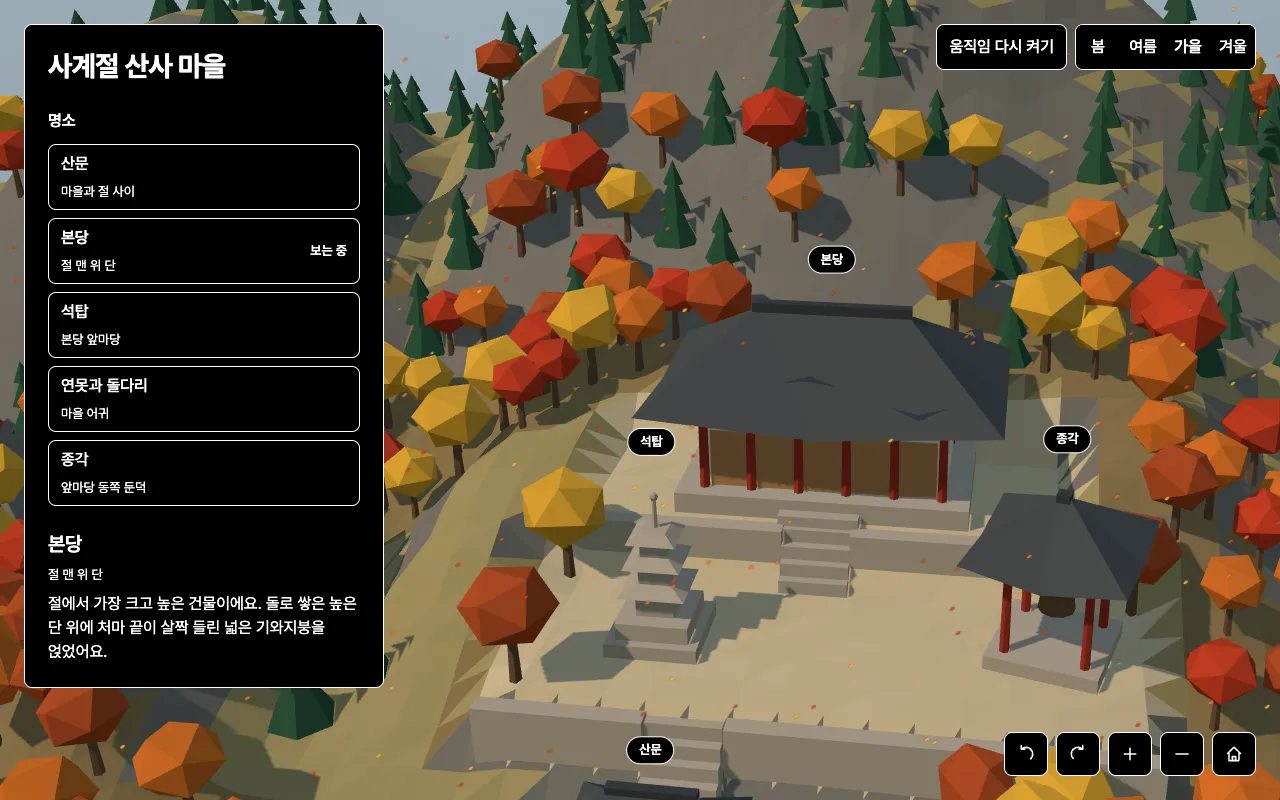 사계절 산사 마을
명소
산문
마을과 절 사이
본당
절 맨 위 단
보는 중
석탑
본당 앞마당
연못과 돌다리
마을 어귀
종각
앞마당 동쪽 둔덕
본당
절 맨 위 단
절에서 가장 크고 높은 건물이에요. 돌로 쌓은 높은
단 위에 처마 끝이 살짝 들린 넓은 기와지붕을
얹었어요.
움직임 다시 켜기
봄 여름 가을 겨울
본당
석탑
종각
산문